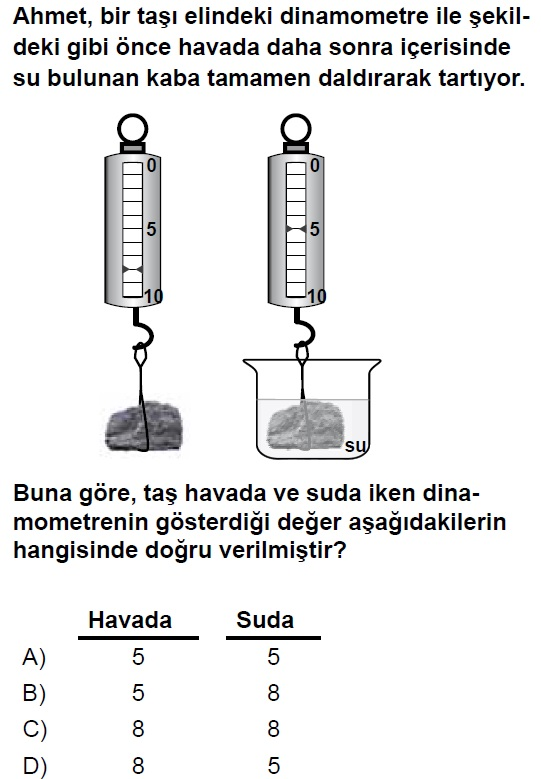 Ahmet, bir taşı elindeki dinamometre ile şekil-
deki gibi önce havada daha sonra içerisinde
su bulunan kaba tamamen daldırarak tartıyor.
0 0
5 5
10 10
su
Buna göre, taş havada ve suda iken dina-
mometrenin gösterdiği değer aşağıdakilerin
hangisinde doğru verilmiştir?
Havada Suda
A) 5 5
B) 5 8
C) 8 8
D) 8 5